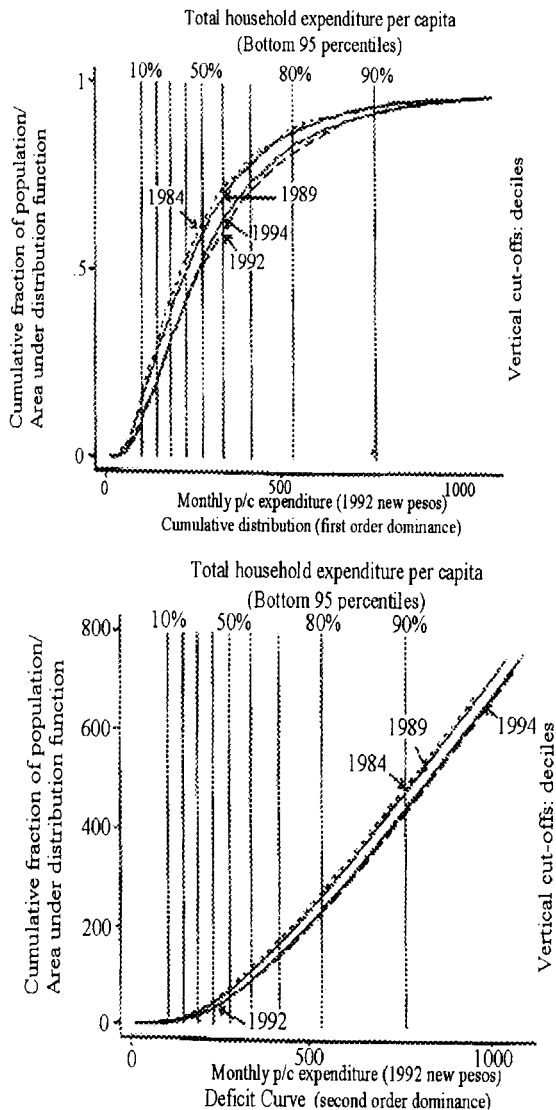 Total household expenditure per capita
(Bottom 95 percentiles)
10% 50% 80% 90%
1
1984
1989
1994
.5
1992
0
Cumulative fraction of population/
Area under distribution function
Vertical cut-offs: deciles
0 500 1000
Monthly p/c expenditure (1992 new pesos)
Cumulative distribution (first order dominance)
Total household expenditure per capita
(Bottom 95 percentiles)
800
10% 50% 80% 90%
600
1989
1994
1984
400
200
1992
0
Cumulative fraction of population/
Area under distribution function
Vertical cut-offs: deciles
0 500 1000
Monthly p/c expenditure (1992 new pesos)
Deficit Curve (second order dominance)